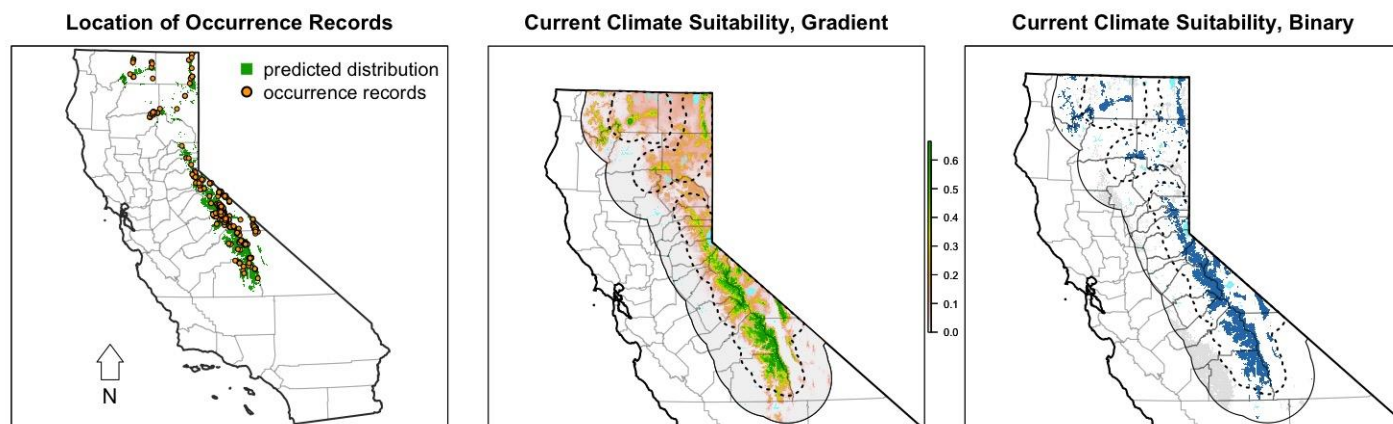 Location of Occurrence Records
predicted distribution
occurrence records
N
Current Climate Suitability, Gradient
0.6
0.5
0.4
0.3
0.2
0.1
0.0
Current Climate Suitability, Binary